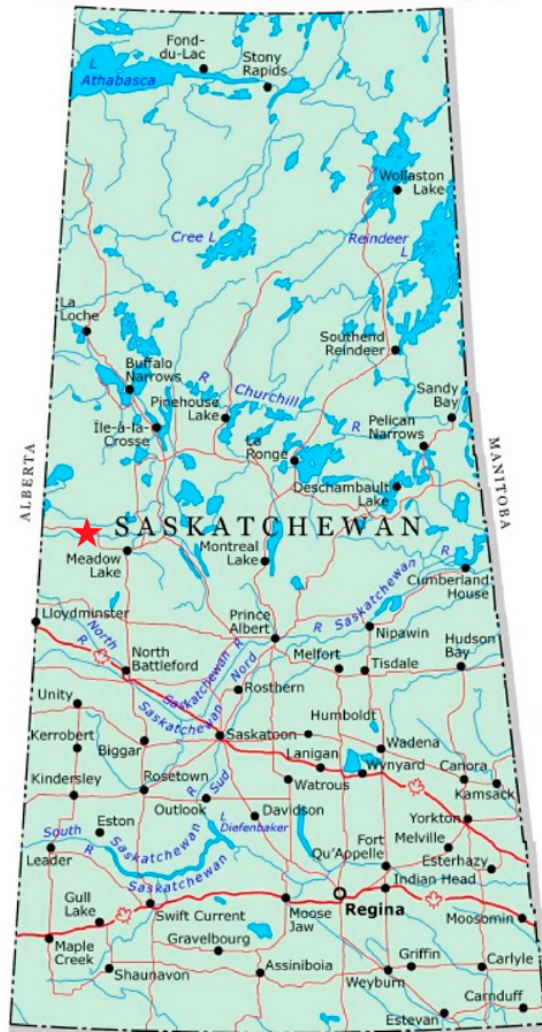 Fond-
du-Lac
Stony
Rapids
L
Athabasca
Wollaston
Lake
Cree L
Reindeer
L
La
Loche
Southend
Reindeer
Buffalo
Narrows
R
Churchill
Pinehouse
Lake
Sandy
Bay
Île-à-la-
Crosse
R
Pelican
Narrows
La
Ronge
ALBERTA
MANITOBA
Deschambault
Lake
SASKATCHEWAN
Meadow
Lake
Montreal
Lake
R
Saskatchewan
R
Cumberland
House
Lloydminster
North
R
Prince
Albert
Nipawin
North
Battleford
Saskatchewan
R
Nord
Melfort
Tisdale
Hudson
Bay
Rosthern
Unity
Saskatchewan
Saskatoon
Humboldt
Kerrobert
Biggar
Lanigan
Wadena
Wynyard
Canora
Kamsack
Kindersley
Rosetown
R
Sud
Watrous
Outlook
L
Diefenbaker
Davidson
Yorkton
Eston
South
R
Saskatchewan
Leader
Saskatchewan
Fort
Qu'Appelle
Melville
Esterhazy
Indian Head
Gull
Lake
Swift Current
Moose
Jaw
Regina
Moosomin
Maple
Creek
Gravelbourg
Shaunavon
Assiniboia
Griffin
Weyburn
Carlyle
Carnduff
Estevan